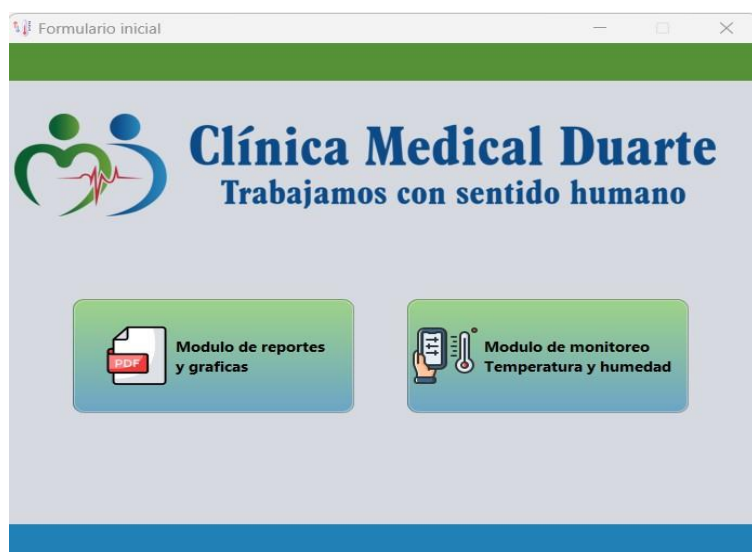 Formulario inicial
Clínica Medical Duarte
Trabajamos con sentido humano
PDF
Modulo de reportes
y graficas
Modulo de monitoreo
Temperatura y humedad